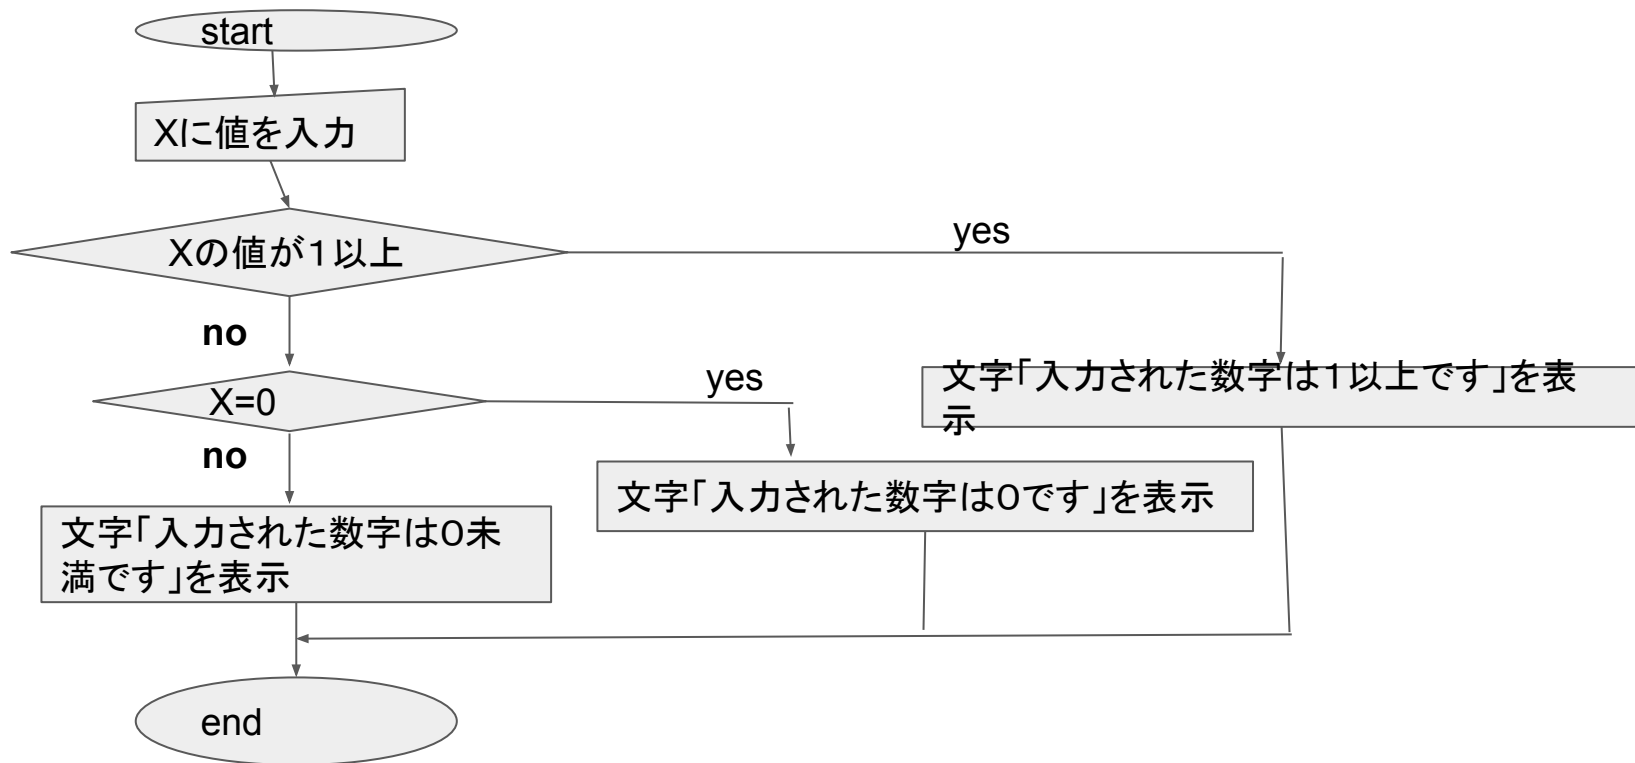 start
Xに値を入力
Xの値が１以上
yes
no
X=0
yes
文字「入力された数字は１以上です」を表
示
no
文字「入力された数字は０です」を表示
文字「入力された数字は０未
満です」を表示
end